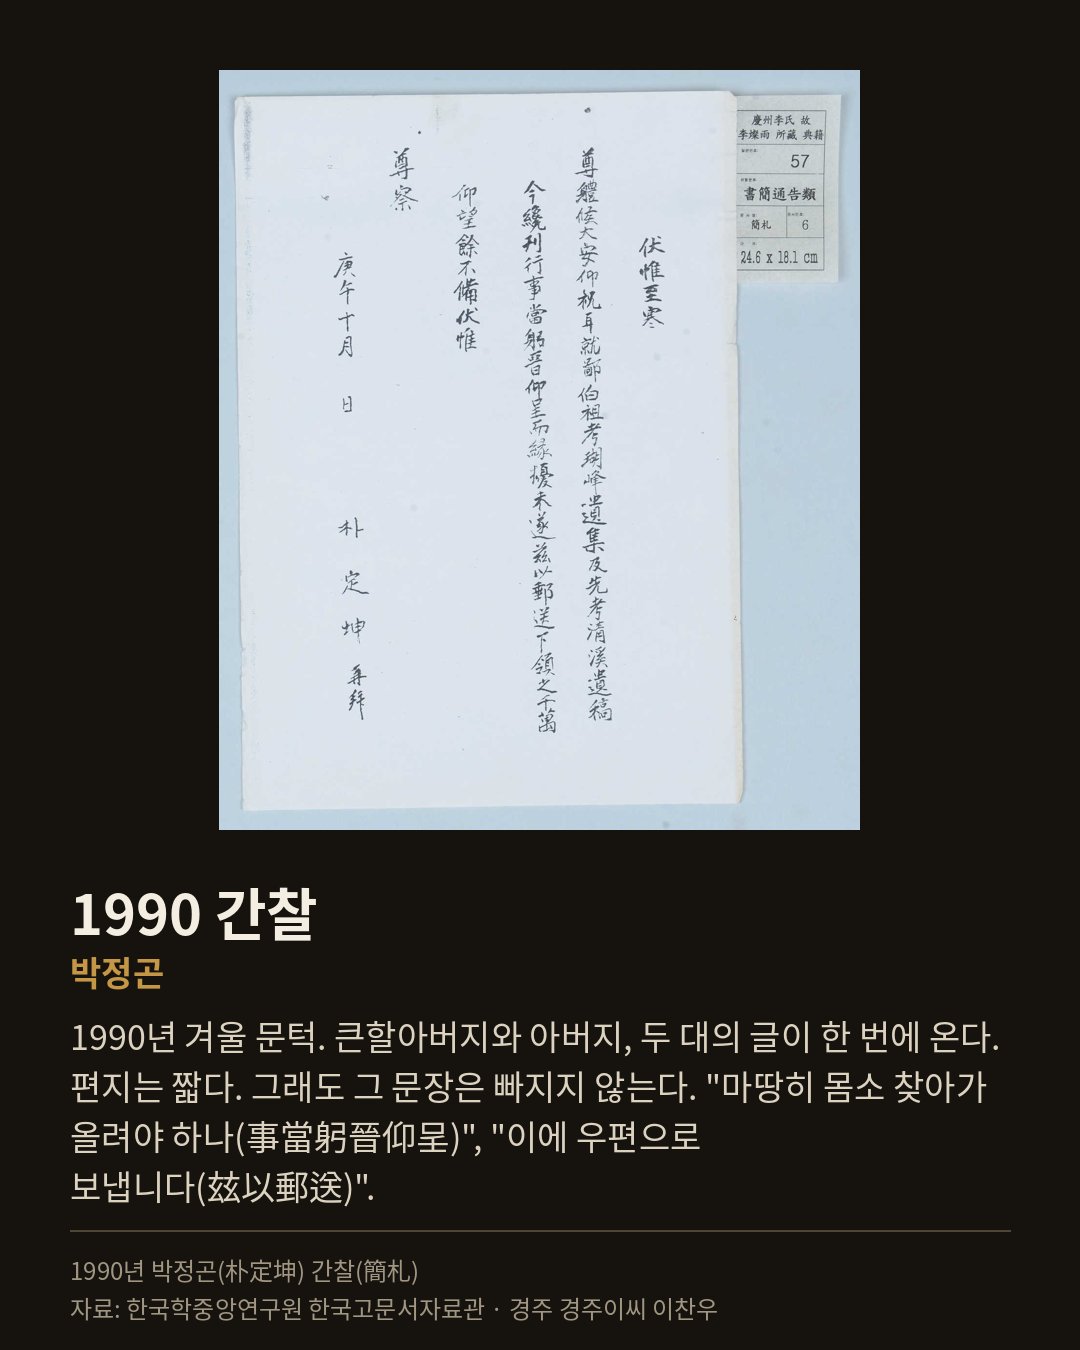 伏惟至寒
尊軆候大安仰祝耳就鄙伯祖考菊峰遺集及先考淸溪遺稿
今纔刊行事當躬晉仰呈而緣擾未遂玆以郵送下領之千萬
仰望餘不備伏惟
尊察
庚午十月 日
朴定坤 再拜
慶州李氏 故
李燦雨 所藏 典籍
57
書簡通告類
簡札
6
24.6 x 18.1 cm
1990 간찰
박정곤
1990년 겨울 문턱. 큰할아버지와 아버지, 두 대의 글이 한 번에 온다.
편지는 짧다. 그래도 그 문장은 빠지지 않는다. "마땅히 몸소 찾아가
올려야 하나(事當躬晉仰呈)", "이에 우편으로
보냅니다(玆以郵送)".
1990년 박정곤(朴定坤) 간찰(簡札)
자료: 한국학중앙연구원 한국고문서자료관 · 경주 경주이씨 이찬우